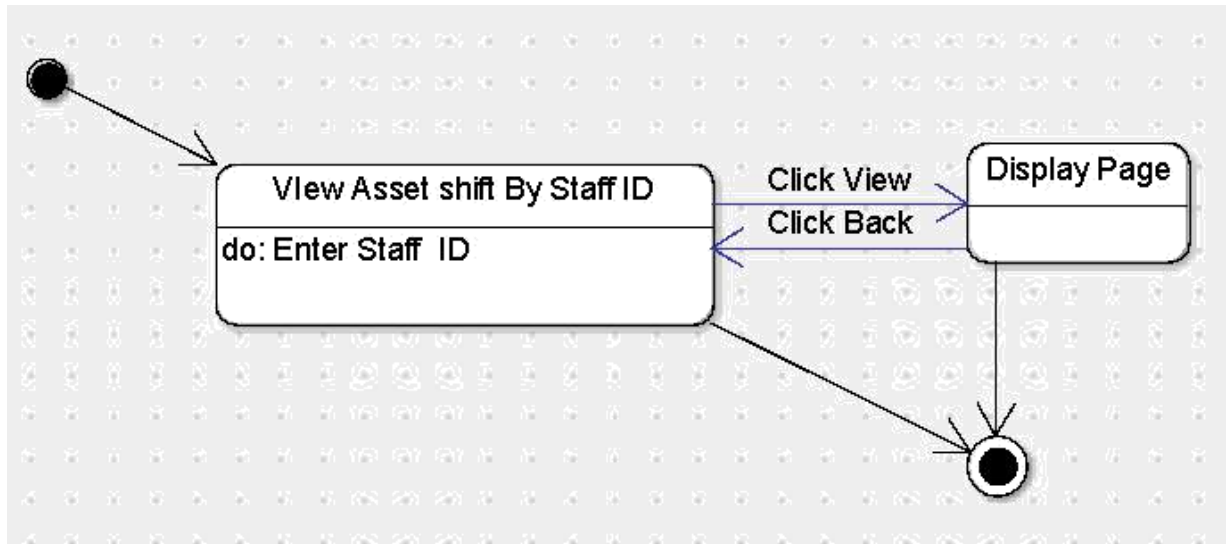 VIew Asset shift By Staff ID
do: Enter Staff ID
Click View
Click Back
Display Page